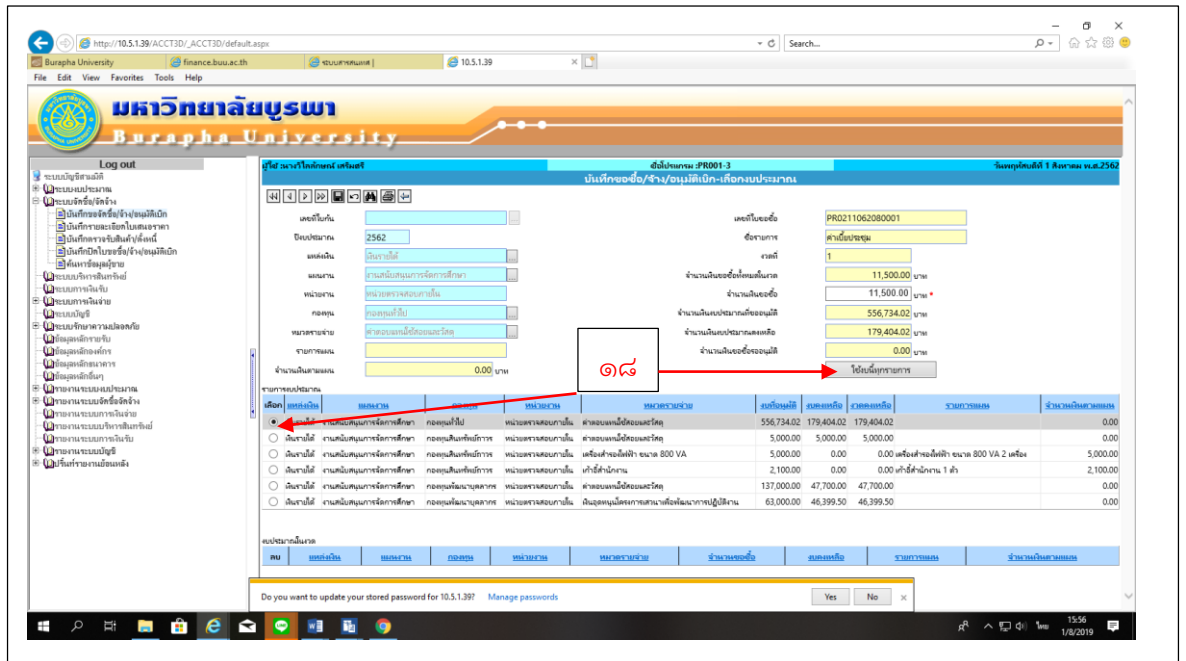 http://10.5.1.39/ACCT3D/_ACCT3D/default.aspx
Search...
Burapha University
finance.buu.ac.th
ระบบสารสนเทศ |
10.5.1.39
File Edit View Favorites Tools Help
มหาวิทยาลัยบูรพา
Burapha University
Log out
ระบบบัญชีสามมิติ
ระบบงบประมาณ
ระบบจัดซื้อ/จัดจ้าง
บันทึกขอจัดซื้อ/จ้าง/อนุมัติเบิก
บันทึกรายละเอียดใบเสนอราคา
บันทึกตรวจรับสินค้า/ตั้งหนี้
บันทึกปิดใบขอซื้อ/จ้าง/อนุมัติเบิก
ค้นหาข้อมูลผู้ขาย
ระบบบริหารสินทรัพย์
ระบบการเงินรับ
ระบบการเงินจ่าย
ระบบบัญชี
ระบบรักษาความปลอดภัย
ข้อมูลหลักรายรับ
ข้อมูลหลักองค์กร
ข้อมูลหลักธนาคาร
ข้อมูลหลักอื่นๆ
รายงานระบบงบประมาณ
รายงานระบบจัดซื้อจัดจ้าง
รายงานระบบการเงินจ่าย
รายงานระบบบริหารสินทรัพย์
รายงานระบบการเงินรับ
รายงานระบบบัญชี
ปริ้นท์รายงานย้อนหลัง
ผู้ใช้ :นางวิไลลักษณ์ เสริมศรี ชื่อโปรแกรม :PR001-3 วันพฤหัสบดีที่ 1 สิงหาคม พ.ศ.2562
บันทึกขอซื้อ/จ้าง/อนุมัติเบิก-เลือกงบประมาณ
เลขที่ใบกัน เลขที่ใบขอซื้อ PR0211062080001
ปีงบประมาณ 2562 ชื่อรายการ ค่าเบี้ยประชุม
แหล่งเงิน เงินรายได้ งวดที่ 1
แผนงาน งานสนับสนุนการจัดการศึกษา จำนวนเงินขอซื้อทั้งหมดในงวด 11,500.00 บาท
หน่วยงาน หน่วยตรวจสอบภายใน จำนวนเงินขอซื้อ 11,500.00 บาท *
กองทุน กองทุนทั่วไป จำนวนเงินงบประมาณที่ขออนุมัติ 556,734.02 บาท
หมวดรายจ่าย ค่าตอบแทนใช้สอยและวัสดุ จำนวนเงินงบประมาณคงเหลือ 179,404.02 บาท
รายการแผน จำนวนเงินขอซื้อรออนุมัติ 0.00 บาท
จำนวนเงินตามแผน 0.00 บาท ใช้งบนี้ทุกรายการ
๑๘
รายการงบประมาณ
เลือก แหล่งเงิน แผนงาน กองทุน หน่วยงาน หมวดรายจ่าย งบที่อนุมัติ งบคงเหลือ งวดคงเหลือ รายการแผน จำนวนเงินตามแผน
เงินรายได้ งานสนับสนุนการจัดการศึกษา กองทุนทั่วไป หน่วยตรวจสอบภายใน ค่าตอบแทนใช้สอยและวัสดุ 556,734.02 179,404.02 179,404.02 0.00
เงินรายได้ งานสนับสนุนการจัดการศึกษา กองทุนสินทรัพย์ถาวร หน่วยตรวจสอบภายใน ค่าตอบแทนใช้สอยและวัสดุ 5,000.00 5,000.00 5,000.00 0.00
เงินรายได้ งานสนับสนุนการจัดการศึกษา กองทุนสินทรัพย์ถาวร หน่วยตรวจสอบภายใน เครื่องสำรองไฟฟ้า ขนาด 800 VA 5,000.00 0.00 0.00 เครื่องสำรองไฟฟ้า ขนาด 800 VA 2 เครื่อง 5,000.00
เงินรายได้ งานสนับสนุนการจัดการศึกษา กองทุนสินทรัพย์ถาวร หน่วยตรวจสอบภายใน เก้าอี้สำนักงาน 2,100.00 0.00 0.00 เก้าอี้สำนักงาน 1 ตัว 2,100.00
เงินรายได้ งานสนับสนุนการจัดการศึกษา กองทุนพัฒนาบุคลากร หน่วยตรวจสอบภายใน ค่าตอบแทนใช้สอยและวัสดุ 137,000.00 47,700.00 47,700.00 0.00
เงินรายได้ งานสนับสนุนการจัดการศึกษา กองทุนพัฒนาบุคลากร หน่วยตรวจสอบภายใน เงินอุดหนุนโครงการเสวนาเพื่อพัฒนาการปฏิบัติงาน 63,000.00 46,399.50 46,399.50 0.00
งบประมาณในงวด
ลบ แหล่งเงิน แผนงาน กองทุน หน่วยงาน หมวดรายจ่าย จำนวนขอซื้อ งบคงเหลือ รายการแผน จำนวนเงินตามแผน
Do you want to update your stored password for 10.5.1.39? Manage passwords Yes No
ไทย
15:56
1/8/2019